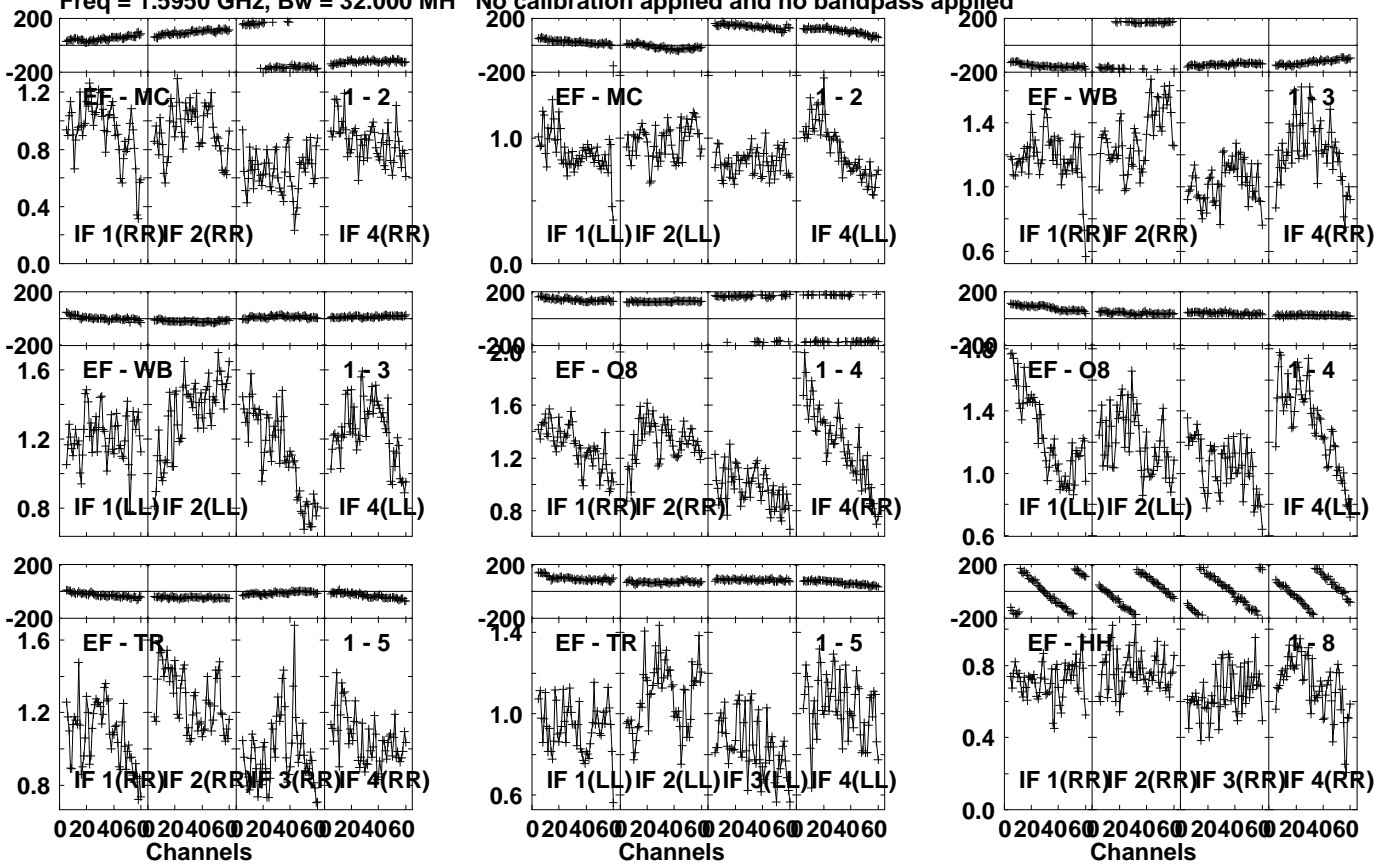 Freq = 1.5950 GHz, Bw = 32.000 MH No calibration applied and no bandpass applied
200
-200
1.2
0.8
0.4
0.0
EF - MC 1 - 2
IF 1(RR) IF 2(RR) IF 4(RR)
200
-200
1.0
0.0
EF - MC 1 - 2
IF 1(LL) IF 2(LL) IF 4(LL)
200
-200
1.4
1.0
0.6
EF - WB 1 - 3
IF 1(RR) IF 2(RR) IF 4(RR)
200
-200
1.6
1.2
0.8
EF - WB 1 - 3
IF 1(LL) IF 2(LL) IF 4(LL)
200
-200
2.0
1.6
1.2
0.8
EF - O8 1 - 4
IF 1(RR) IF 2(RR) IF 4(RR)
200
-200
1.8
1.4
1.0
0.6
EF - O8 1 - 4
IF 1(LL) IF 2(LL) IF 4(LL)
200
-200
1.6
1.2
0.8
EF - TR 1 - 5
IF 1(RR) IF 2(RR) IF 3(RR) IF 4(RR)
0 20 40 60 0 20 40 60 0 20 40 60 0 20 40 60
Channels
200
-200
1.4
1.0
0.6
EF - TR 1 - 5
IF 1(LL) IF 2(LL) IF 3(LL) IF 4(LL)
0 20 40 60 0 20 40 60 0 20 40 60 0 20 40 60
Channels
200
-200
0.8
0.4
0.0
EF - HH 1 - 8
IF 1(RR) IF 2(RR) IF 3(RR) IF 4(RR)
0 20 40 60 0 20 40 60 0 20 40 60 0 20 40 60
Channels